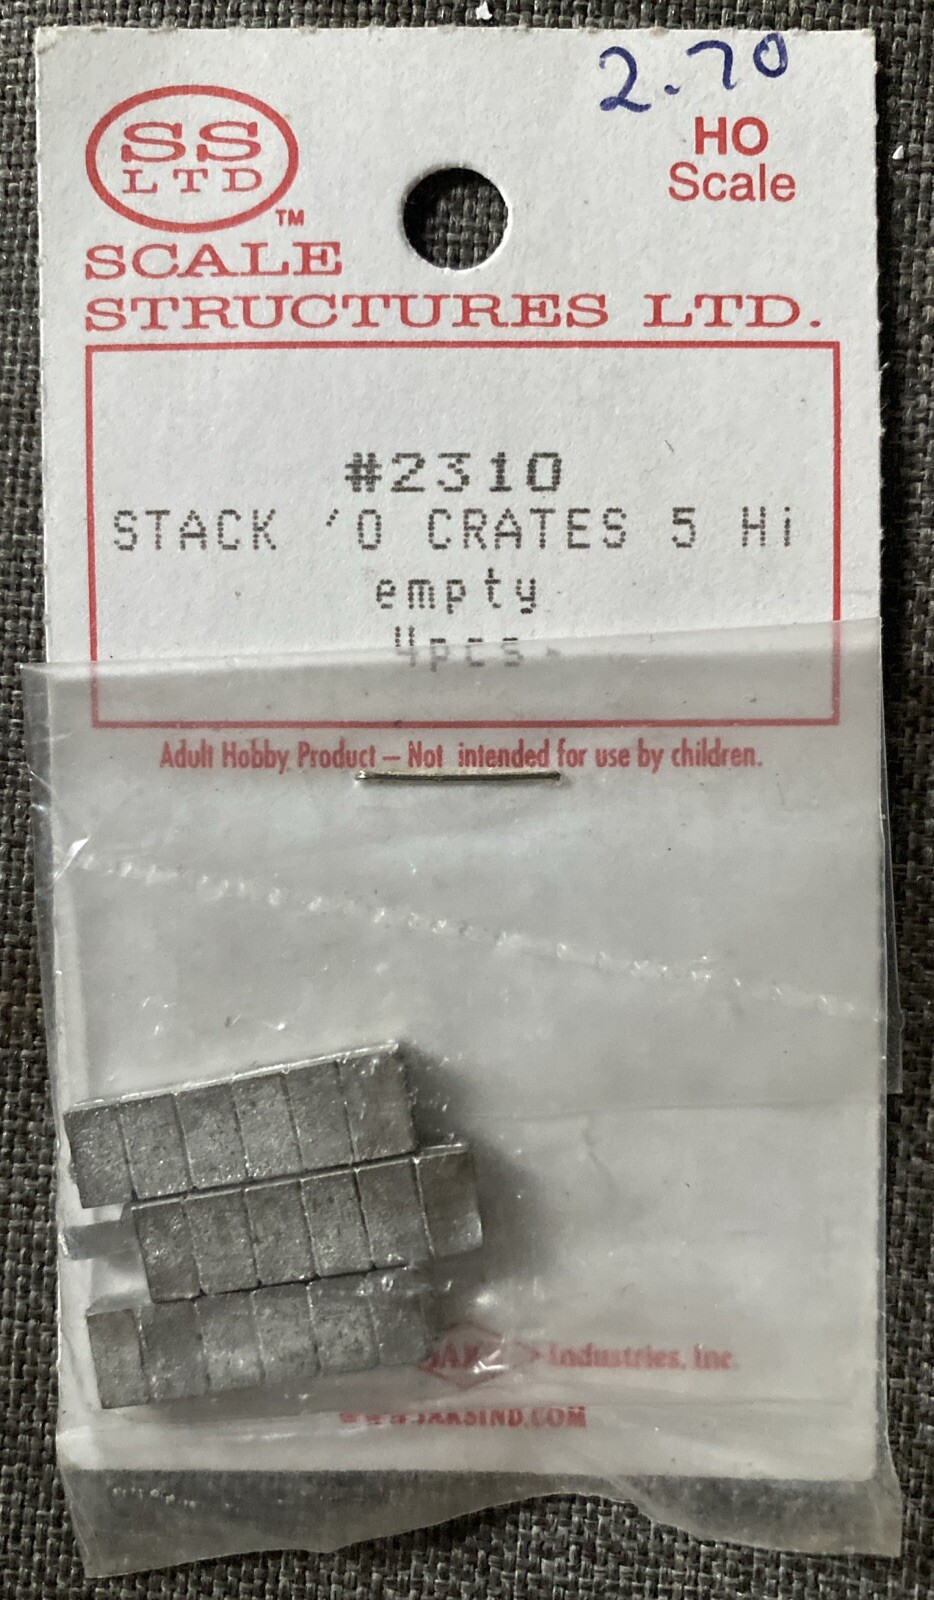 2.70
HO
Scale
SS
LTD
TM
SCALE
STRUCTURES LTD.
#2310
STACK 'O CRATES 5 Hi
empty
4pcs.
Adult Hobby Product – Not intended for use by children.
Industries, Inc.